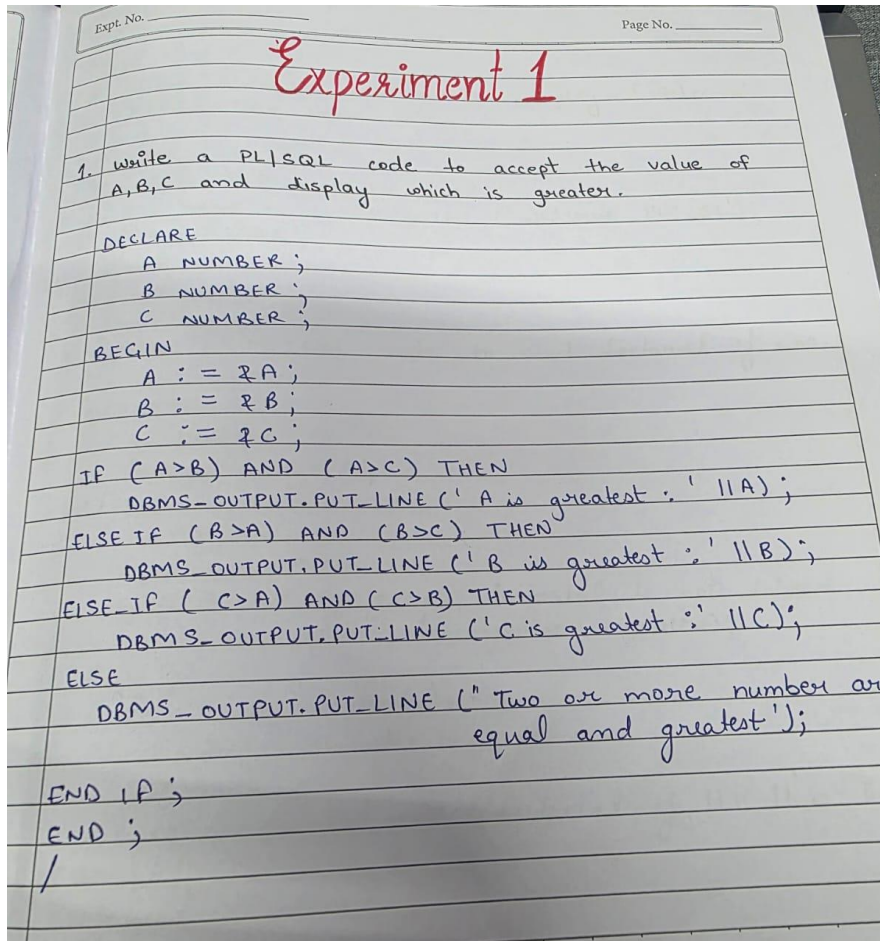 Expt. No.
Page No.
Experiment 1
1. Write a PL|SQL code to accept the value of
A, B, C and display which is greater.
DECLARE
A NUMBER ;
B NUMBER ;
C NUMBER ;
BEGIN
A : = &A ;
B : = &B ;
C : = &C ;
IF (A>B) AND (A>C) THEN
DBMS_OUTPUT.PUT_LINE (' A is greatest : ' ||A) ;
ELSE IF (B>A) AND (B>C) THEN
DBMS_OUTPUT.PUT_LINE (' B is greatest : ' ||B) ;
ELSE_IF ( C>A) AND ( C>B) THEN
DBMS_OUTPUT.PUT_LINE ('C is greatest :' ||C) ;
ELSE
DBMS_OUTPUT.PUT_LINE (" Two or more number ar
equal and greatest');
END IF ;
END ;
/